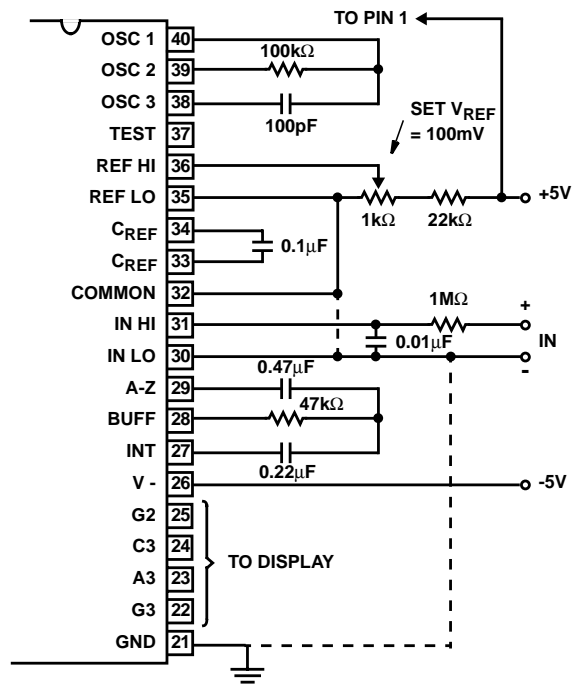 TO PIN 1
OSC 1 40
100kΩ
OSC 2 39
OSC 3 38
100pF
SET VREF
= 100mV
TEST 37
REF HI 36
REF LO 35
+5V
1kΩ 22kΩ
CREF 34
0.1μF
CREF 33
COMMON 32
1MΩ
+
IN HI 31
0.01μF
IN
IN LO 30
-
0.47μF
A-Z 29
47kΩ
BUFF 28
INT 27
0.22μF
V - 26
-5V
G2 25
C3 24
TO DISPLAY
A3 23
G3 22
GND 21